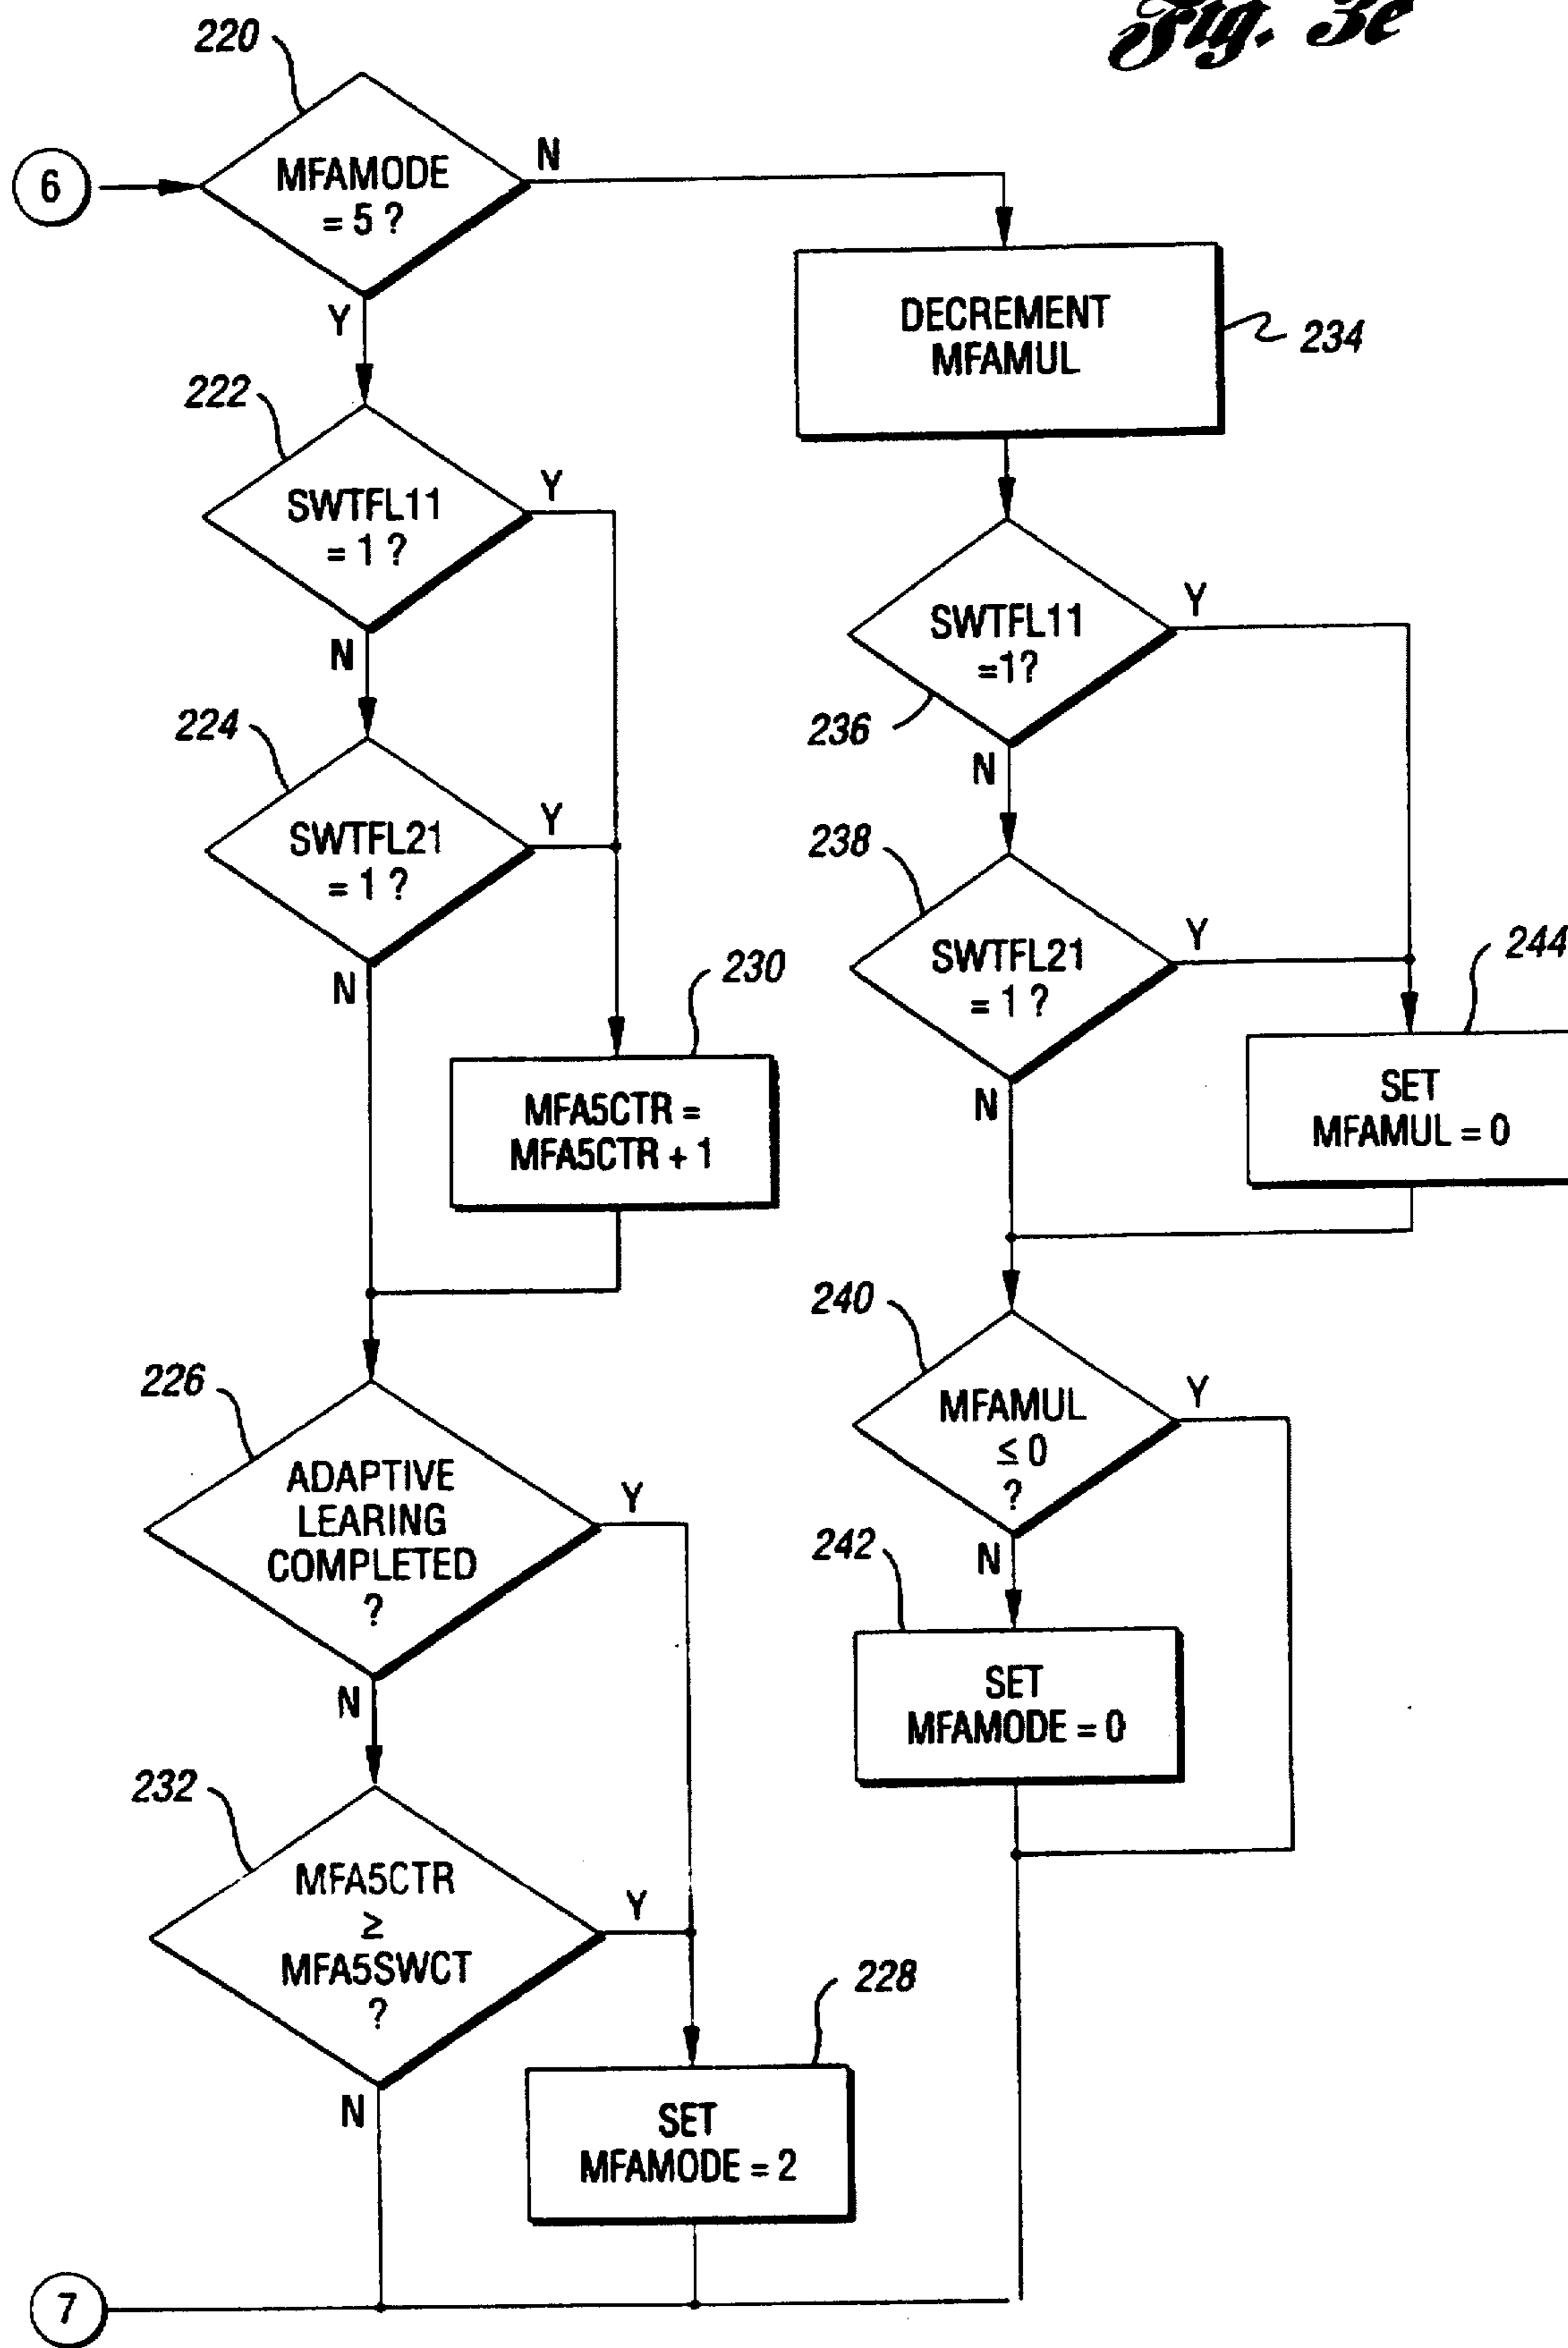 Fig. 3e
220
6
MFAMODE
= 5 ?
N
Y
DECREMENT
MFAMUL
234
222
SWTFL11
= 1 ?
Y
N
SWTFL11
=1?
Y
236
N
224
SWTFL21
= 1 ?
Y
N
238
SWTFL21
= 1 ?
Y
N
244
SET
MFAMUL = 0
230
MFA5CTR =
MFA5CTR + 1
240
MFAMUL
≤ 0
?
Y
N
226
ADAPTIVE
LEARING
COMPLETED
?
Y
N
242
SET
MFAMODE = 0
232
MFA5CTR
≥
MFA5SWCT
?
Y
N
228
SET
MFAMODE = 2
7